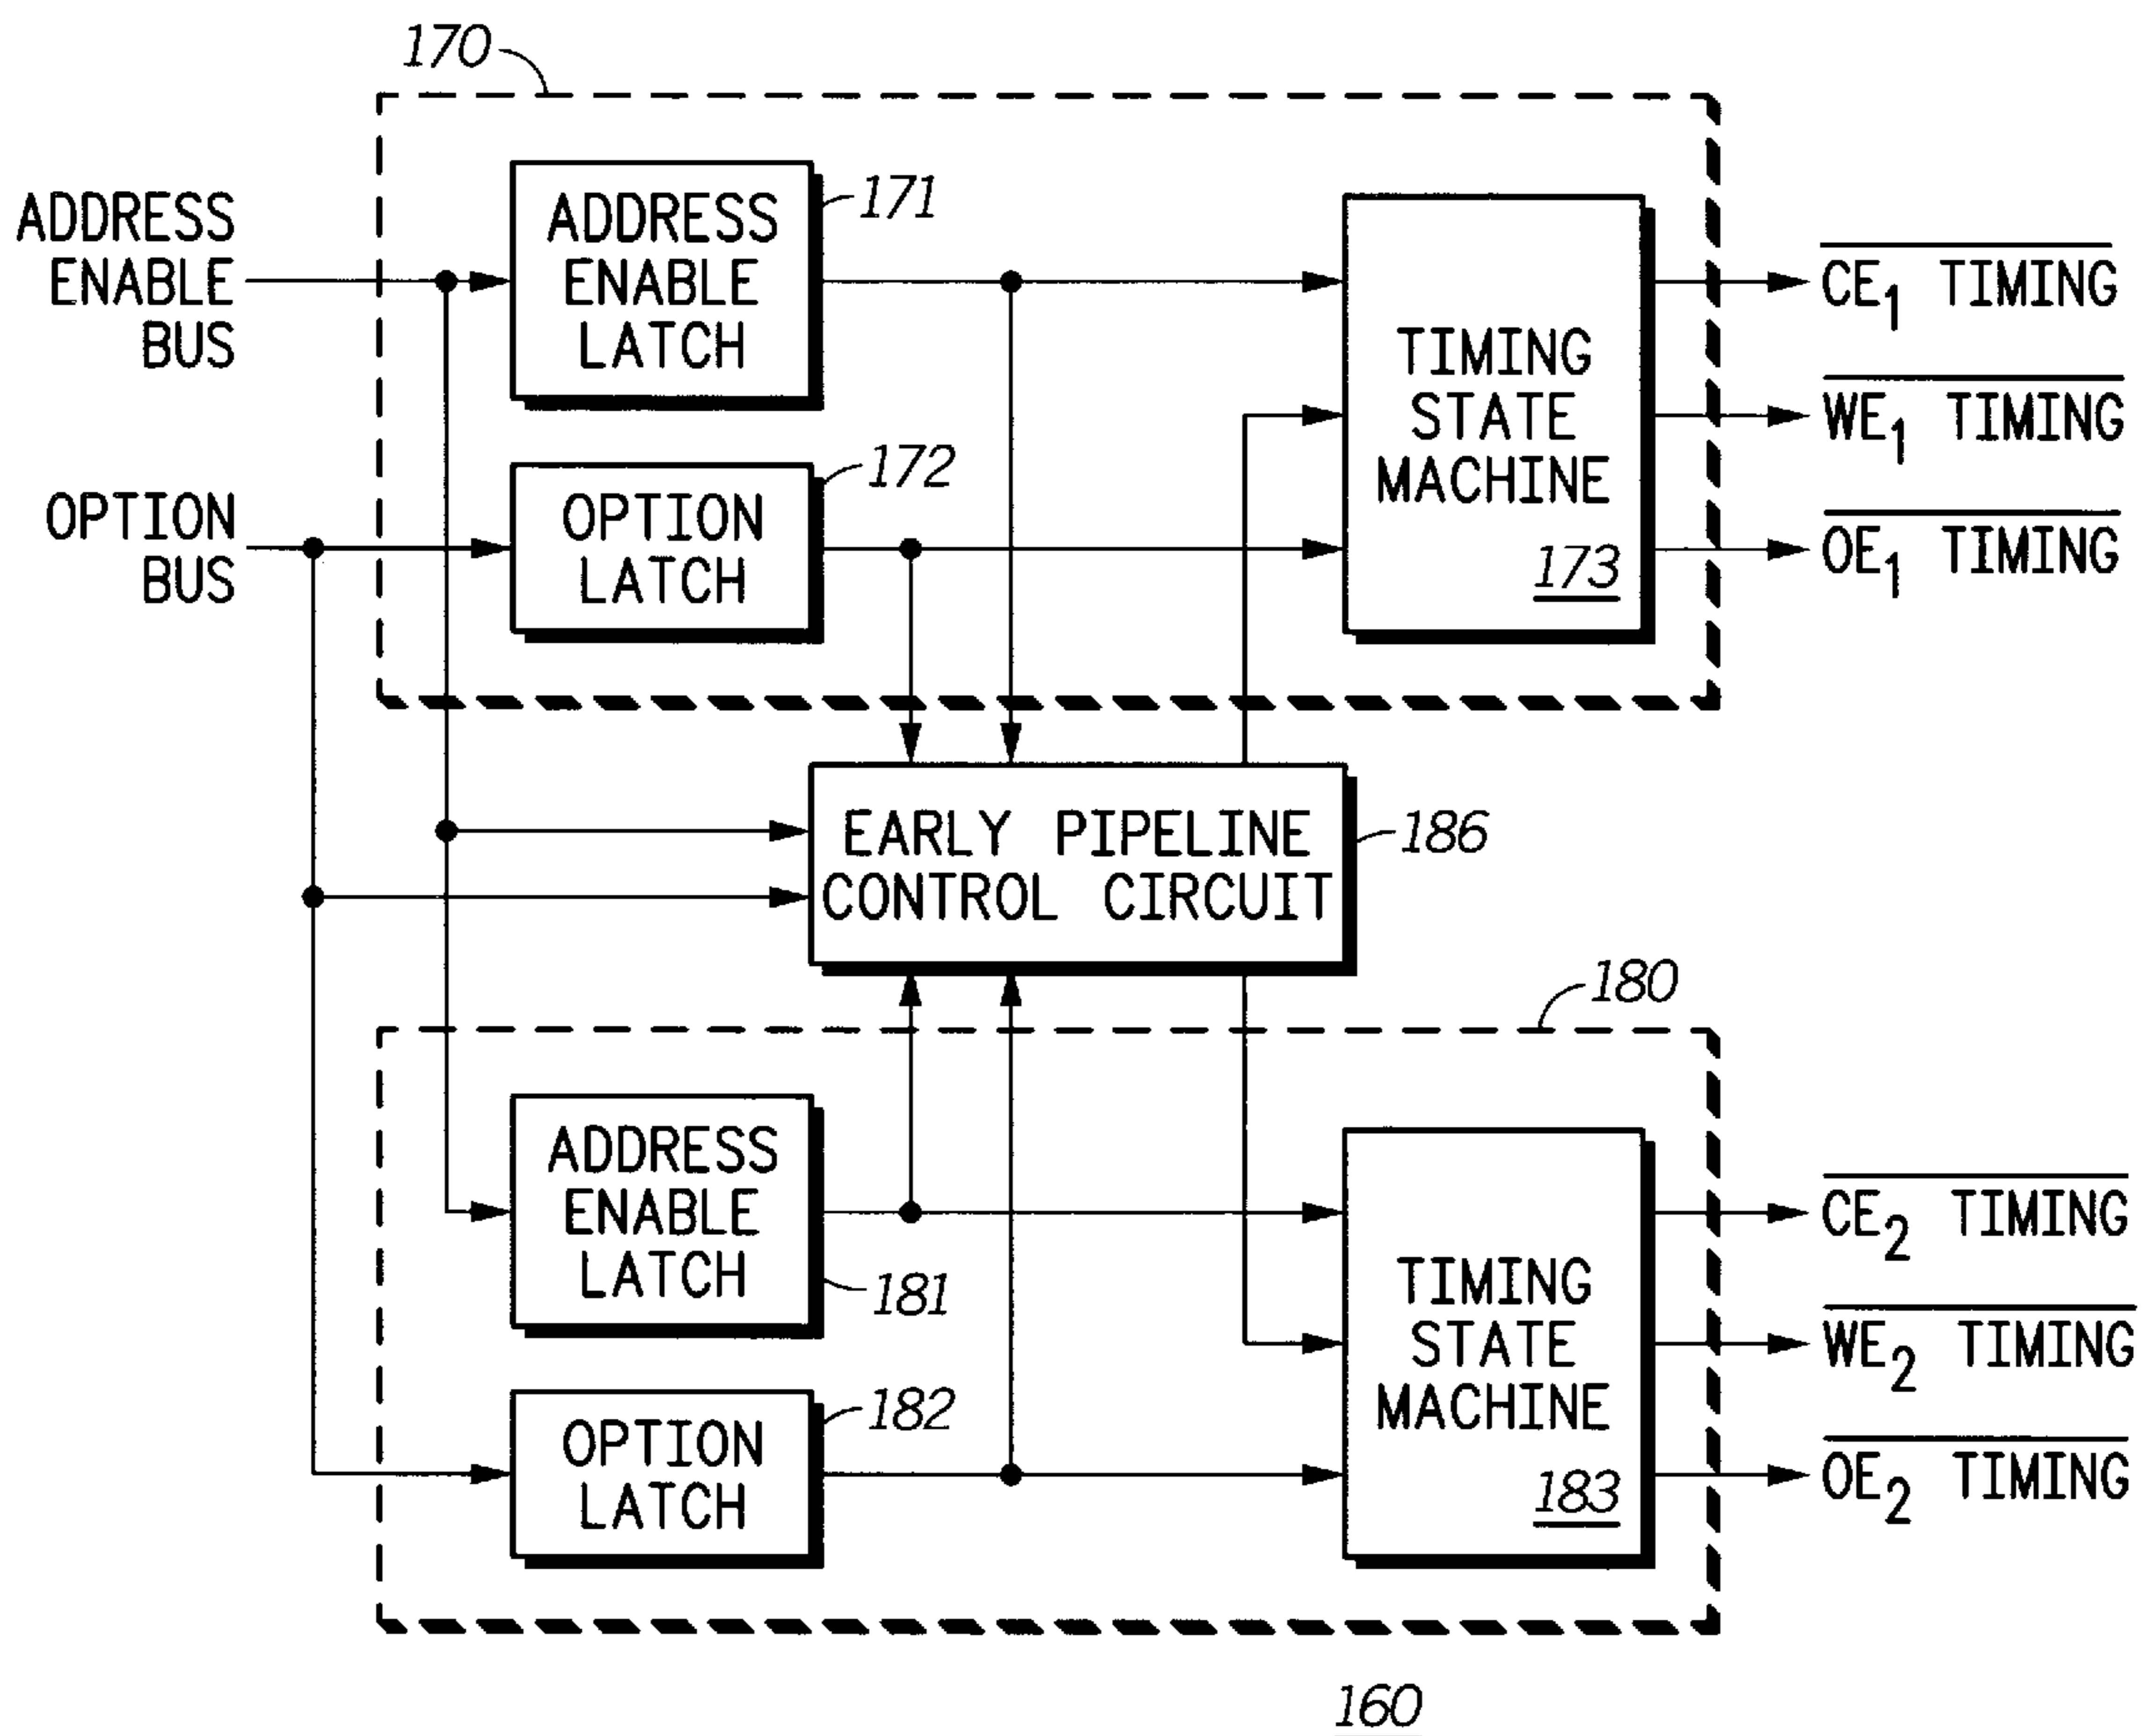 170
ADDRESS
ENABLE
BUS
ADDRESS
ENABLE
LATCH
171
OPTION
BUS
OPTION
LATCH
172
TIMING
STATE
MACHINE
173
CE1 TIMING
WE1 TIMING
OE1 TIMING
EARLY PIPELINE
CONTROL CIRCUIT
186
180
ADDRESS
ENABLE
LATCH
181
OPTION
LATCH
182
TIMING
STATE
MACHINE
183
CE2 TIMING
WE2 TIMING
OE2 TIMING
160